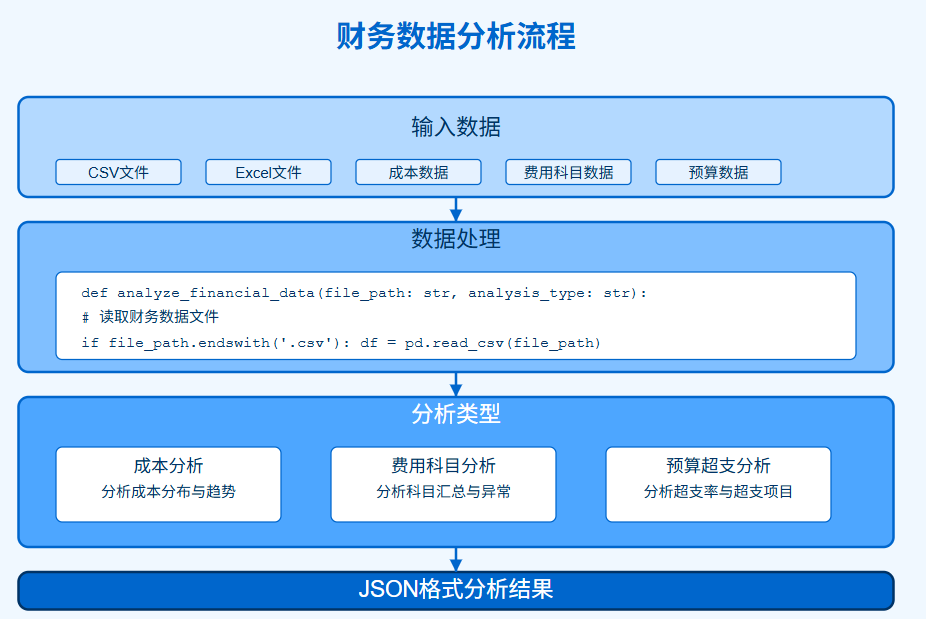 财务数据分析流程
输入数据
CSV文件
Excel文件
成本数据
费用科目数据
预算数据
数据处理
def analyze_financial_data(file_path: str, analysis_type: str):
# 读取财务数据文件
if file_path.endswith('.csv'): df = pd.read_csv(file_path)
分析类型
成本分析
分析成本分布与趋势
费用科目分析
分析科目汇总与异常
预算超支分析
分析超支率与超支项目
JSON格式分析结果